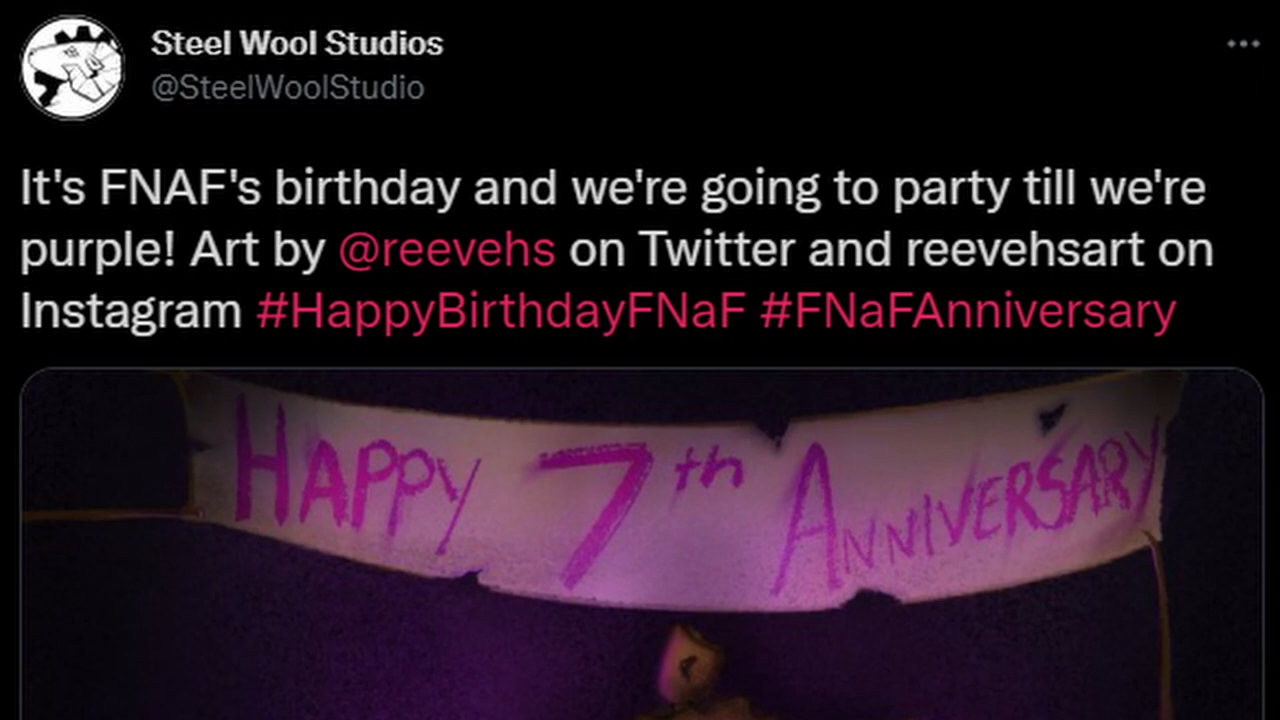 Steel Wool Studios
@SteelWoolStudio
It's FNAF's birthday and we're going to party till we're
purple! Art by @reevehs on Twitter and reevehsart on
Instagram #HappyBirthdayFNaF #FNaFAnniversary
HAPPY 7th ANNIVERSARY